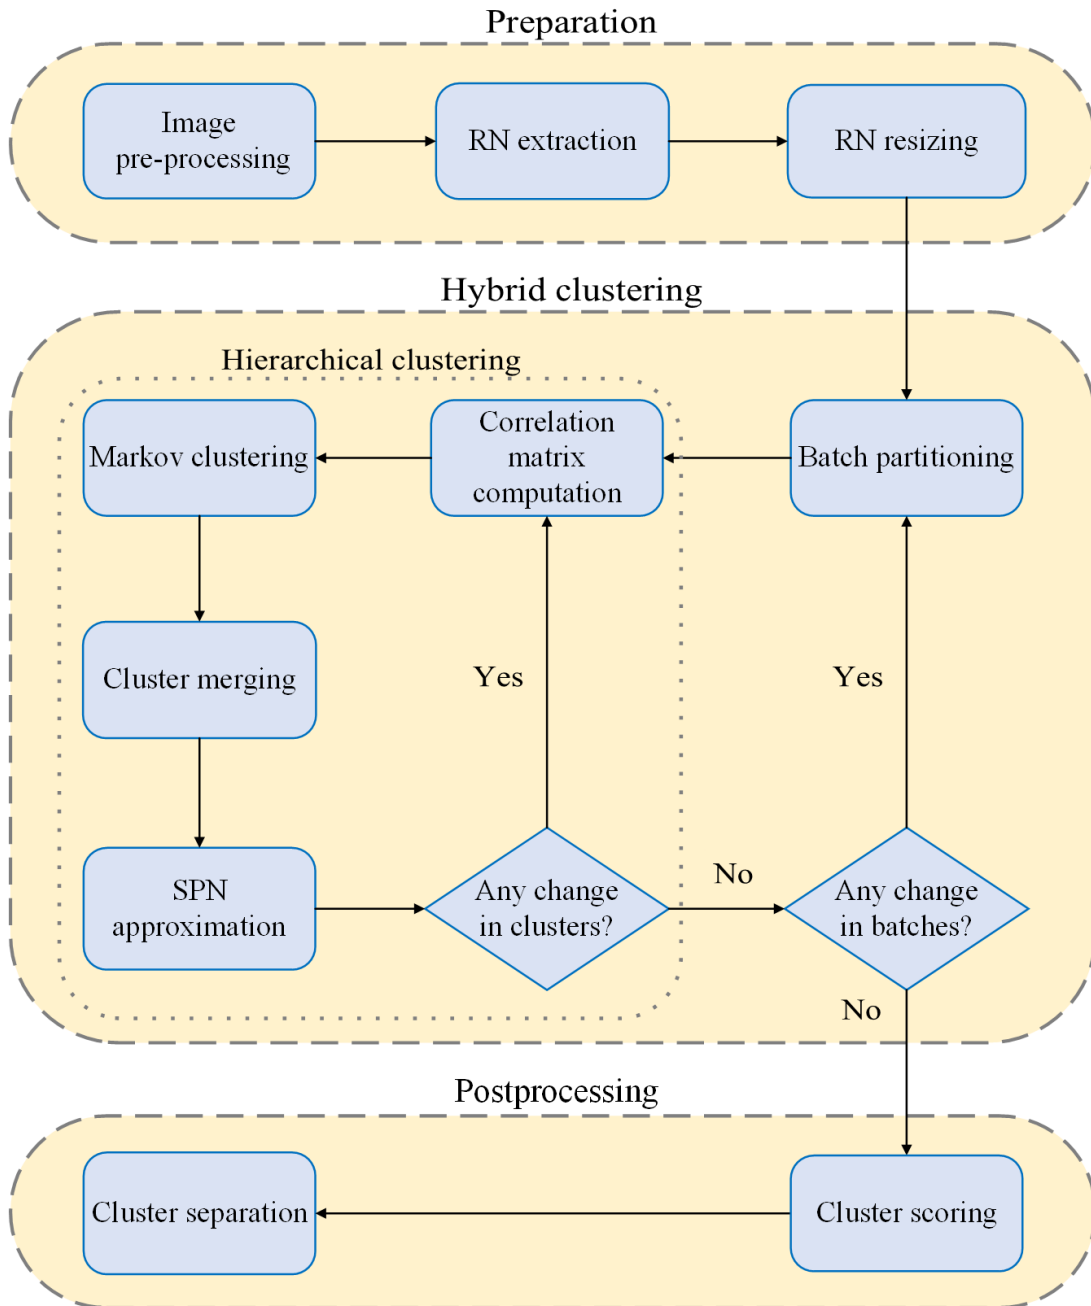 Preparation
Image
pre-processing
RN extraction
RN resizing
Hybrid clustering
Hierarchical clustering
Markov clustering
Correlation
matrix
computation
Batch partitioning
Cluster merging
Yes
Yes
SPN
approximation
Any change
in clusters?
No
Any change
in batches?
No
Postprocessing
Cluster separation
Cluster scoring